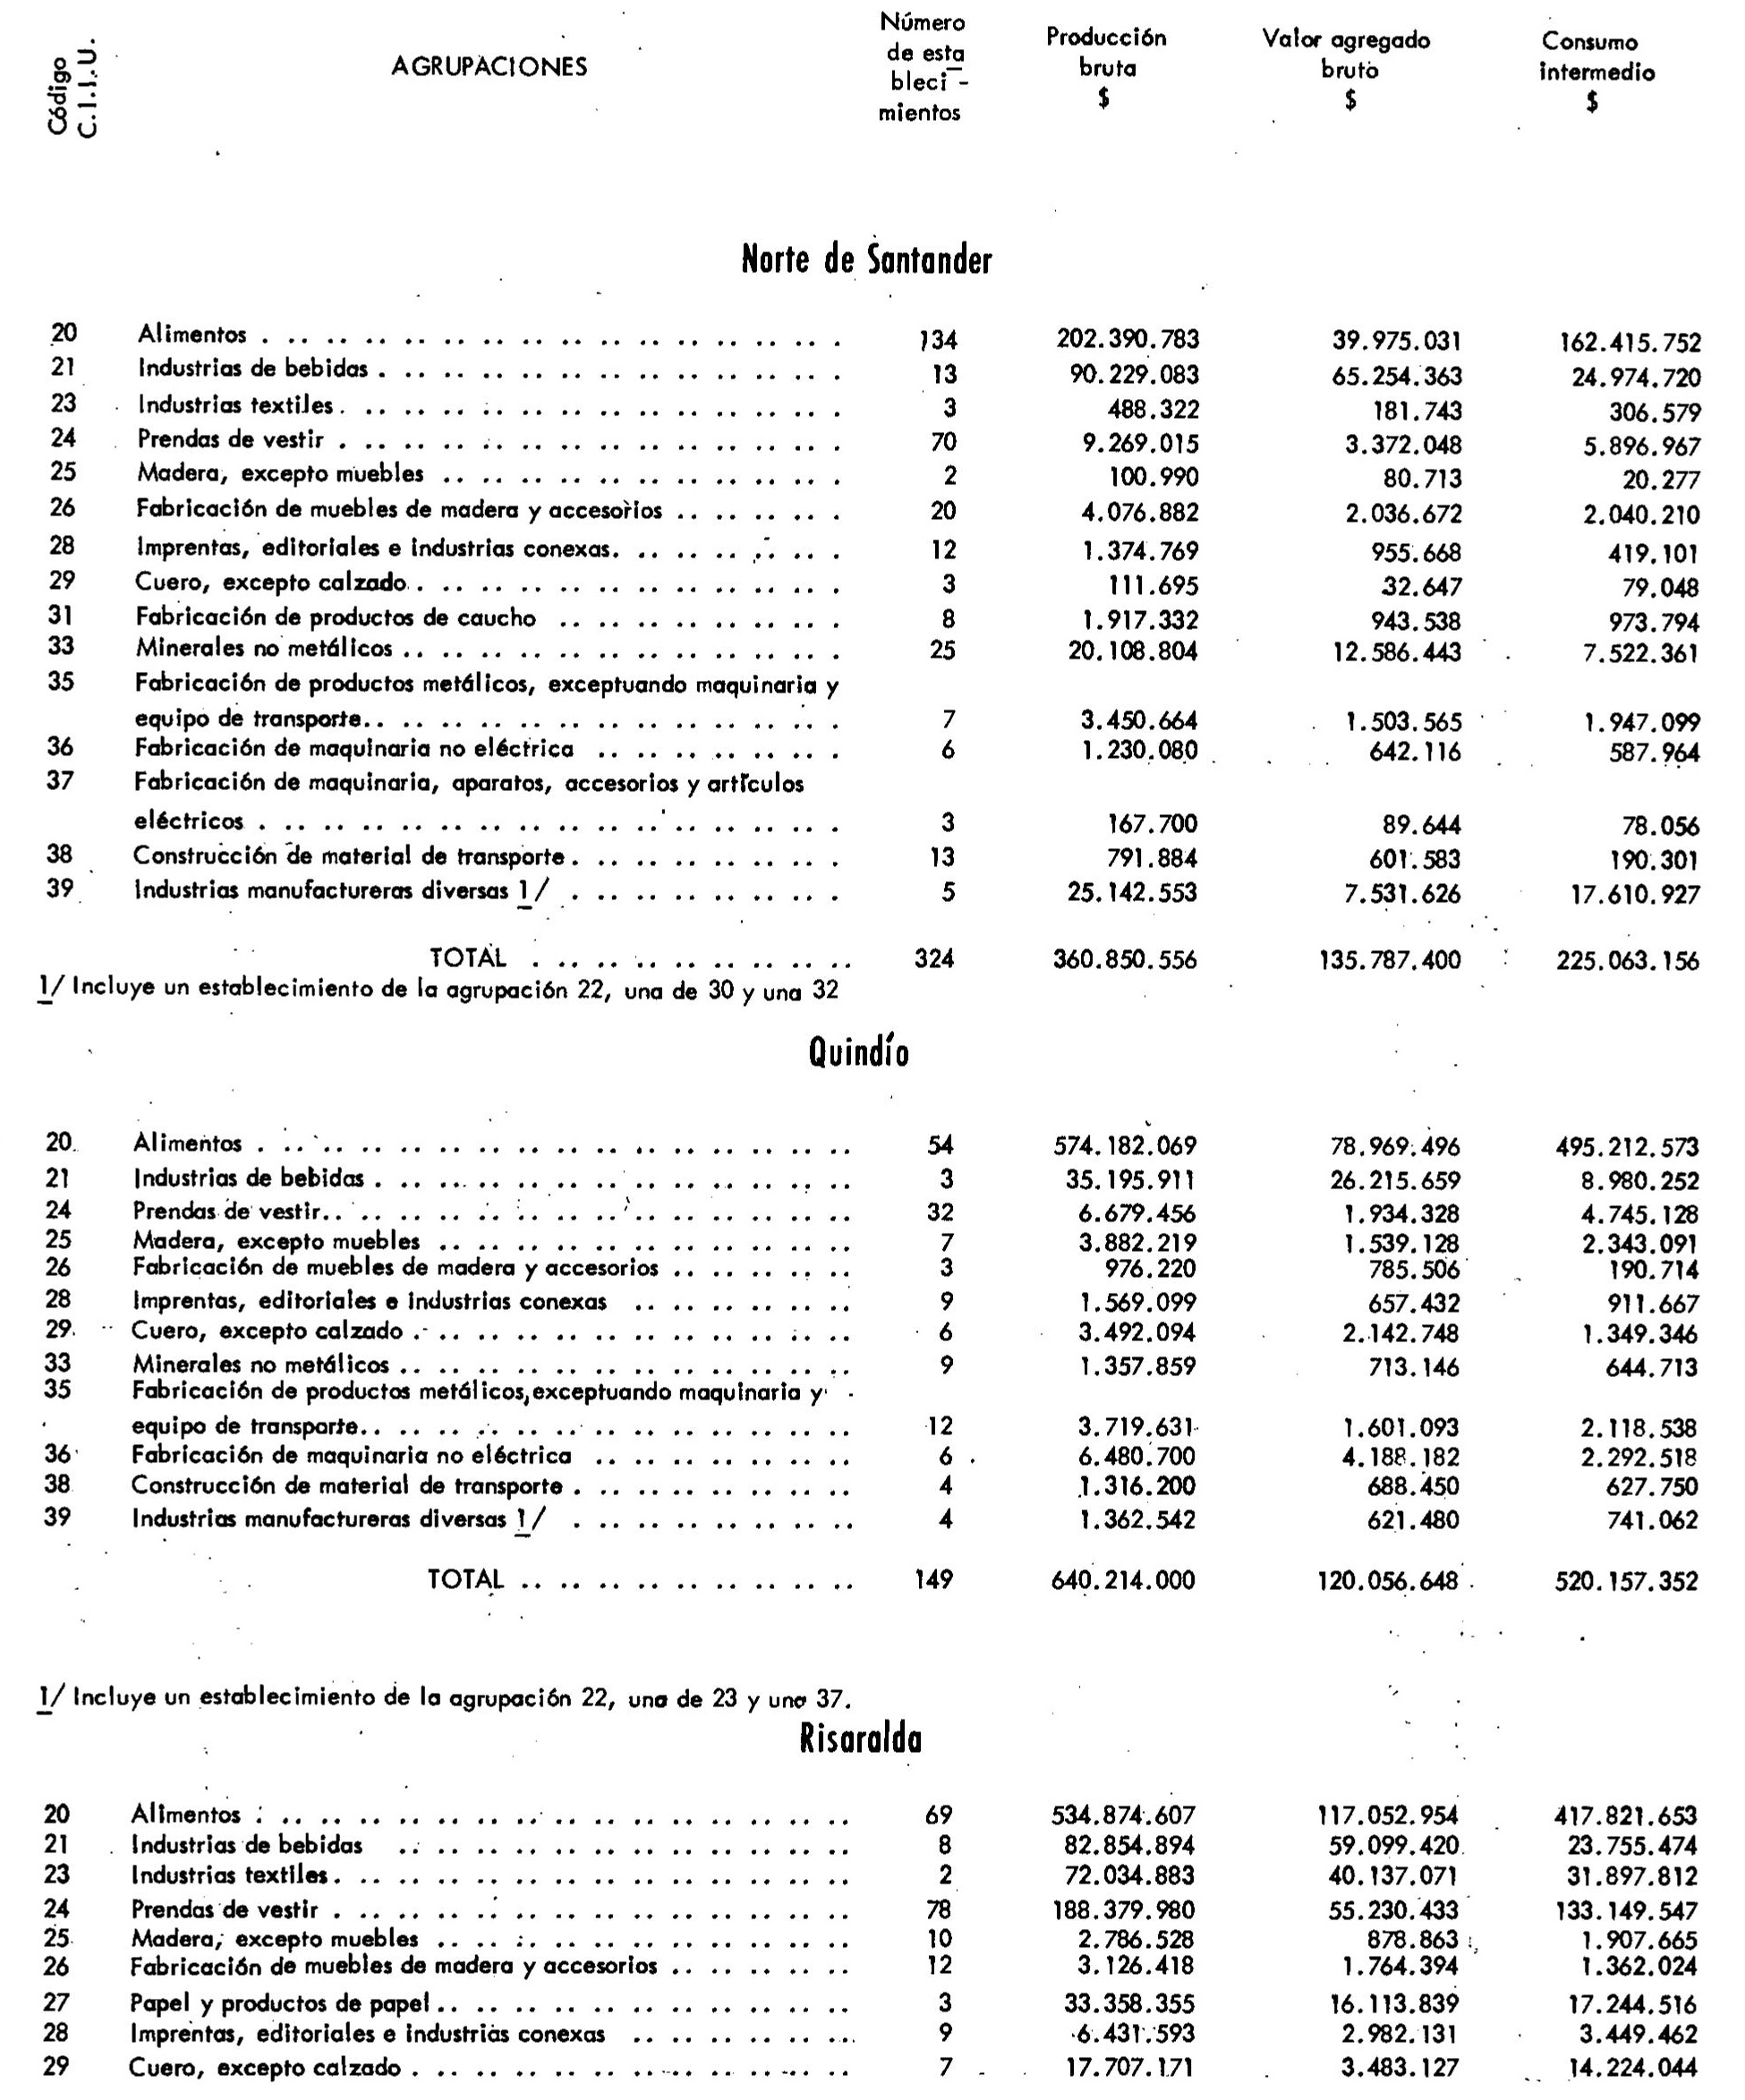 Código C.I.I.U. AGRUPACIONES Número de esta bleci - mientos Producción bruta $ Valor agregado bruto $ Consumo intermedio $
Norte de Santander
20 Alimentos 134 202.390.783 39.975.031 162.415.752
21 Industrias de bebidas 13 90.229.083 65.254.363 24.974.720
23 Industrias textiles 3 488.322 181.743 306.579
24 Prendas de vestir 70 9.269.015 3.372.048 5.896.967
25 Madera, excepto muebles 2 100.990 80.713 20.277
26 Fabricación de muebles de madera y accesorios 20 4.076.882 2.036.672 2.040.210
28 Imprentas, editoriales e industrias conexas 12 1.374.769 955.668 419.101
29 Cuero, excepto calzado 3 111.695 32.647 79.048
31 Fabricación de productos de caucho 8 1.917.332 943.538 973.794
33 Minerales no metálicos 25 20.108.804 12.586.443 7.522.361
35 Fabricación de productos metálicos, exceptuando maquinaria y
equipo de transporte 7 3.450.664 1.503.565 1.947.099
36 Fabricación de maquinaria no eléctrica 6 1.230.080 642.116 587.964
37 Fabricación de maquinaria, aparatos, accesorios y artículos
eléctricos 3 167.700 89.644 78.056
38 Construcción de material de transporte 13 791.884 601.583 190.301
39 Industrias manufactureras diversas 1/ 5 25.142.553 7.531.626 17.610.927
TOTAL 324 360.850.556 135.787.400 225.063.156
1/ Incluye un establecimiento de la agrupación 22, una de 30 y una 32
Quindío
20 Alimentos 54 574.182.069 78.969.496 495.212.573
21 Industrias de bebidas 3 35.195.911 26.215.659 8.980.252
24 Prendas de vestir 32 6.679.456 1.934.328 4.745.128
25 Madera, excepto muebles 7 3.882.219 1.539.128 2.343.091
26 Fabricación de muebles de madera y accesorios 3 976.220 785.506 190.714
28 Imprentas, editoriales e industrias conexas 9 1.569.099 657.432 911.667
29 Cuero, excepto calzado 6 3.492.094 2.142.748 1.349.346
33 Minerales no metálicos 9 1.357.859 713.146 644.713
35 Fabricación de productos metálicos,exceptuando maquinaria y
equipo de transporte 12 3.719.631 1.601.093 2.118.538
36 Fabricación de maquinaria no eléctrica 6 6.480.700 4.188.182 2.292.518
38 Construcción de material de transporte 4 1.316.200 688.450 627.750
39 Industrias manufactureras diversas 1/ 4 1.362.542 621.480 741.062
TOTAL 149 640.214.000 120.056.648 520.157.352
1/ Incluye un establecimiento de la agrupación 22, uno de 23 y uno 37.
Risaralda
20 Alimentos 69 534.874.607 117.052.954 417.821.653
21 Industrias de bebidas 8 82.854.894 59.099.420 23.755.474
23 Industrias textiles 2 72.034.883 40.137.071 31.897.812
24 Prendas de vestir 78 188.379.980 55.230.433 133.149.547
25 Madera, excepto muebles 10 2.786.528 878.863 1.907.665
26 Fabricación de muebles de madera y accesorios 12 3.126.418 1.764.394 1.362.024
27 Papel y productos de papel 3 33.358.355 16.113.839 17.244.516
28 Imprentas, editoriales e industrias conexas 9 6.431.593 2.982.131 3.449.462
29 Cuero, excepto calzado 7 17.707.171 3.483.127 14.224.044